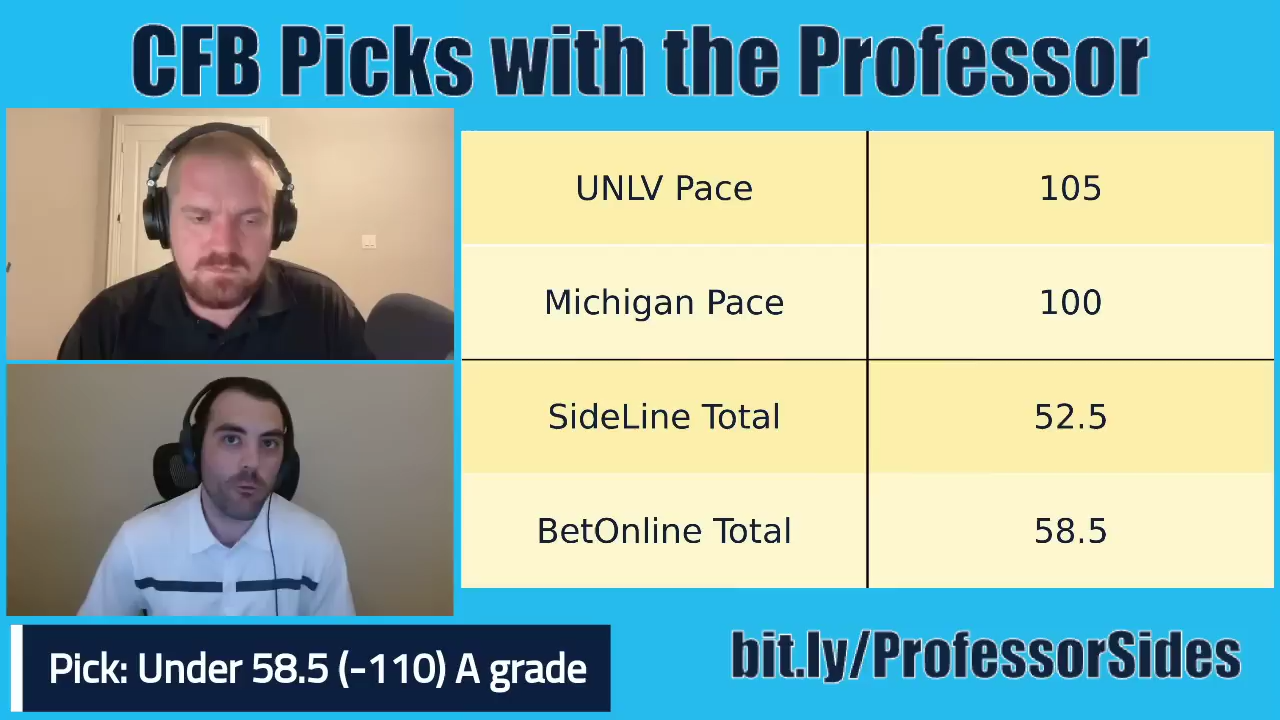 CFB Picks with the Professor
UNLV Pace 105
Michigan Pace 100
SideLine Total 52.5
BetOnline Total 58.5
Pick: Under 58.5 (-110) A grade
bit.ly/ProfessorSides